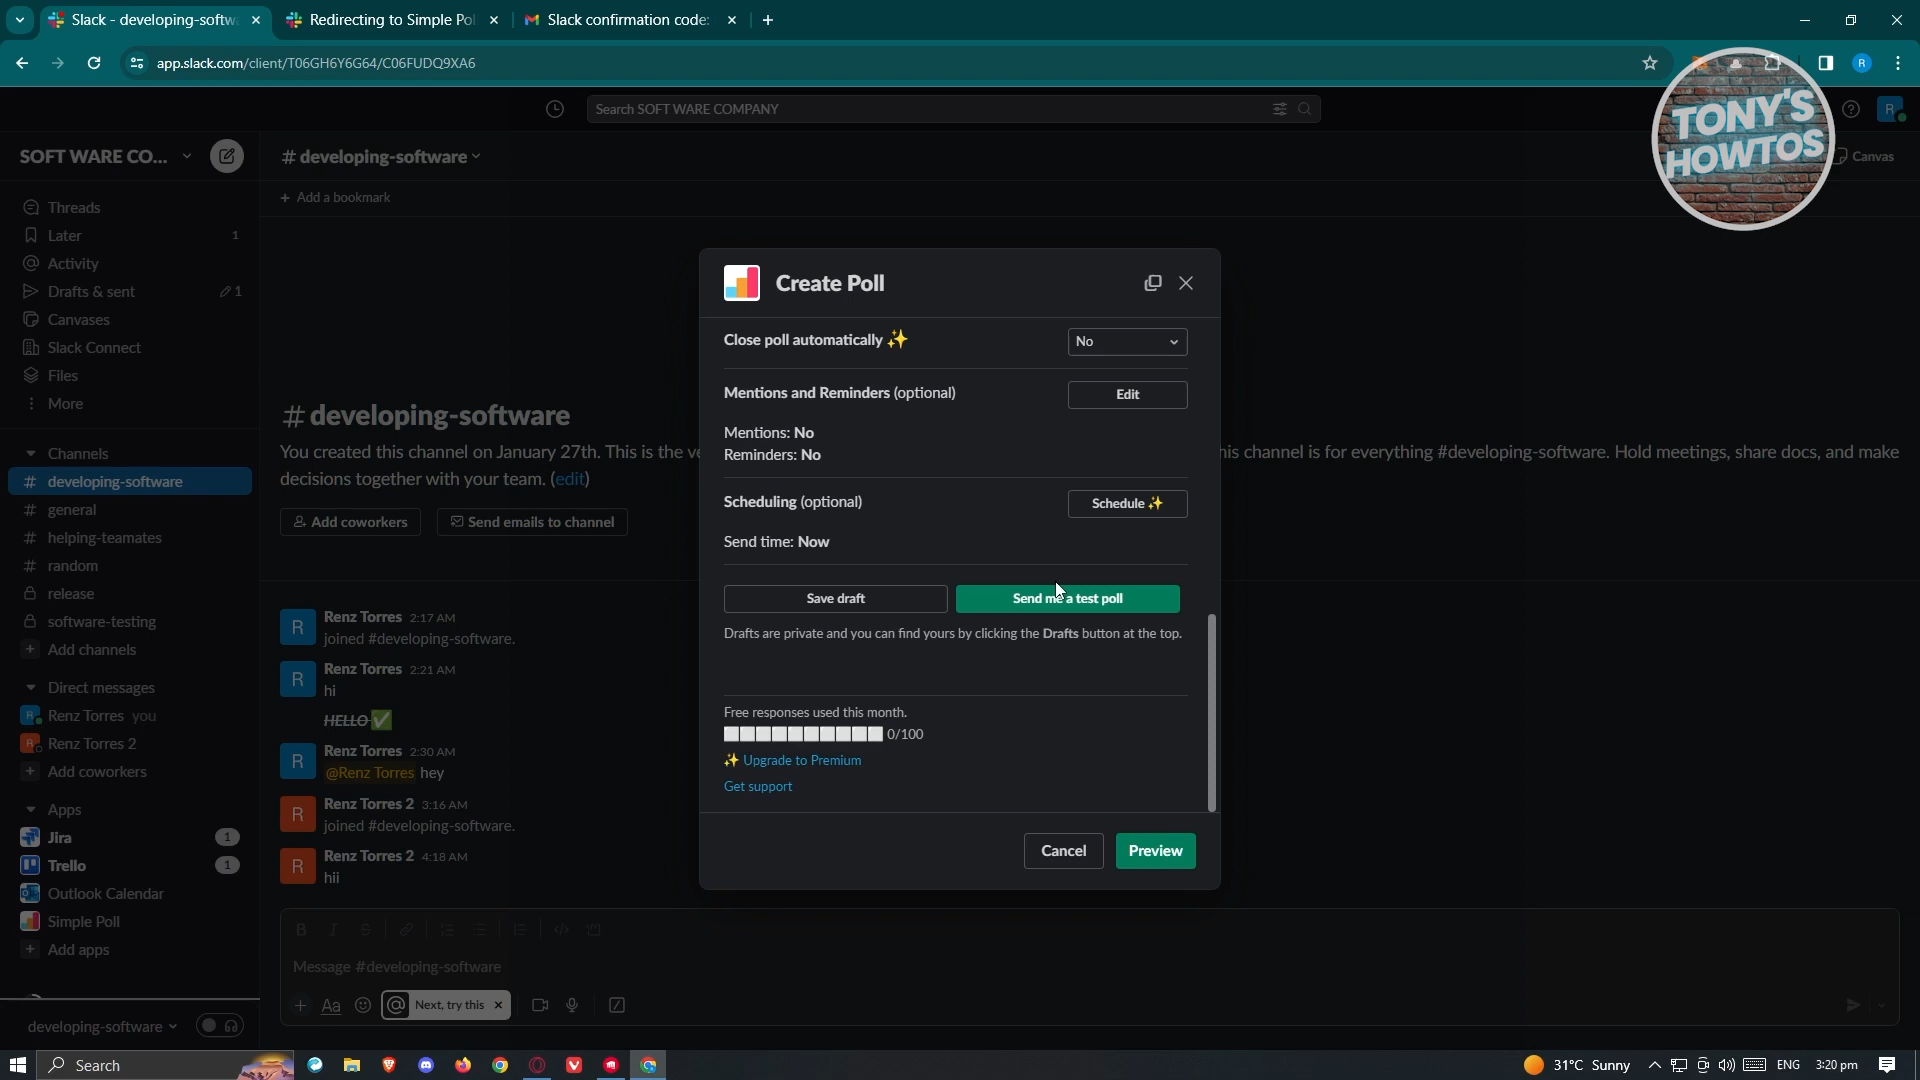 Slack - developing-softw
Redirecting to Simple Pol
Slack confirmation code:
app.slack.com/client/T06GH6Y6G64/C06FUDQ9XA6
R
Search SOFT WARE COMPANY
R
TONY'S
HOWTOS
SOFT WARE CO...
# developing-software
Canvas
+ Add a bookmark
Threads
Later 1
Activity
Drafts & sent 1
Canvases
Slack Connect
Files
More
Channels
# developing-software
# general
# helping-teamates
# random
release
software-testing
+ Add channels
Direct messages
Renz Torres you
Renz Torres 2
+ Add coworkers
Apps
Jira 1
Trello 1
Outlook Calendar
Simple Poll
+ Add apps
developing-software
# developing-software
You created this channel on January 27th. This is the ve
his channel is for everything #developing-software. Hold meetings, share docs, and make
decisions together with your team. (edit)
Add coworkers
Send emails to channel
R Renz Torres 2:17 AM
joined #developing-software.
R Renz Torres 2:21 AM
hi
HELLO
R Renz Torres 2:30 AM
@Renz Torres hey
R Renz Torres 2 3:16 AM
joined #developing-software.
R Renz Torres 2 4:18 AM
hii
B I S
Message #developing-software
+ Aa @ Next, try this
Create Poll
Close poll automatically No
Mentions and Reminders (optional) Edit
Mentions: No
Reminders: No
Scheduling (optional) Schedule
Send time: Now
Save draft
Send me a test poll
Drafts are private and you can find yours by clicking the Drafts button at the top.
Free responses used this month.
0/100
Upgrade to Premium
Get support
Cancel
Preview
Search
31°C Sunny
ENG
3:20 pm